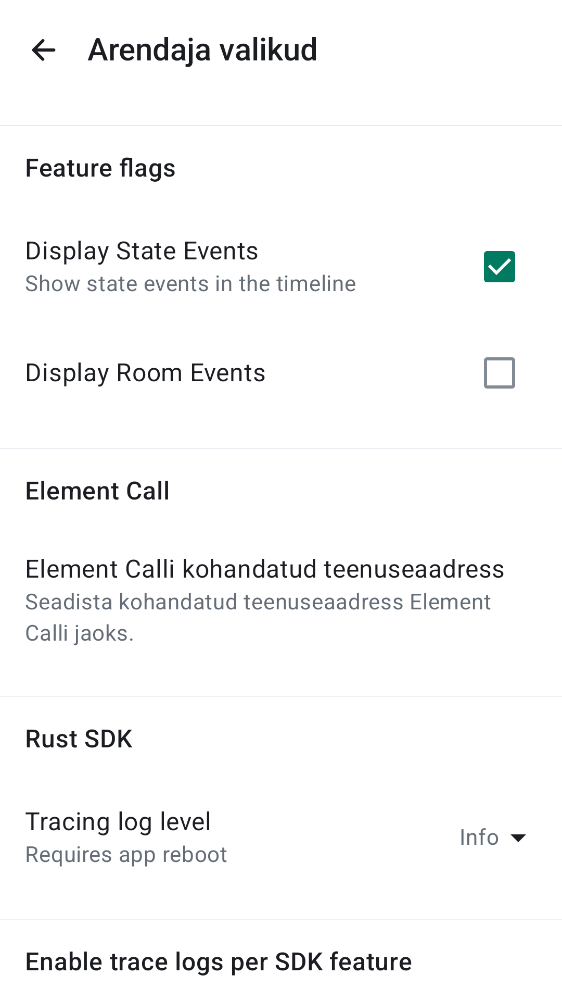 Arendaja valikud
Feature flags
Display State Events
Show state events in the timeline
Display Room Events
Element Call
Element Calli kohandatud teenuseaadress
Seadista kohandatud teenuseaadress Element
Calli jaoks.
Rust SDK
Tracing log level
Requires app reboot
Info
Enable trace logs per SDK feature